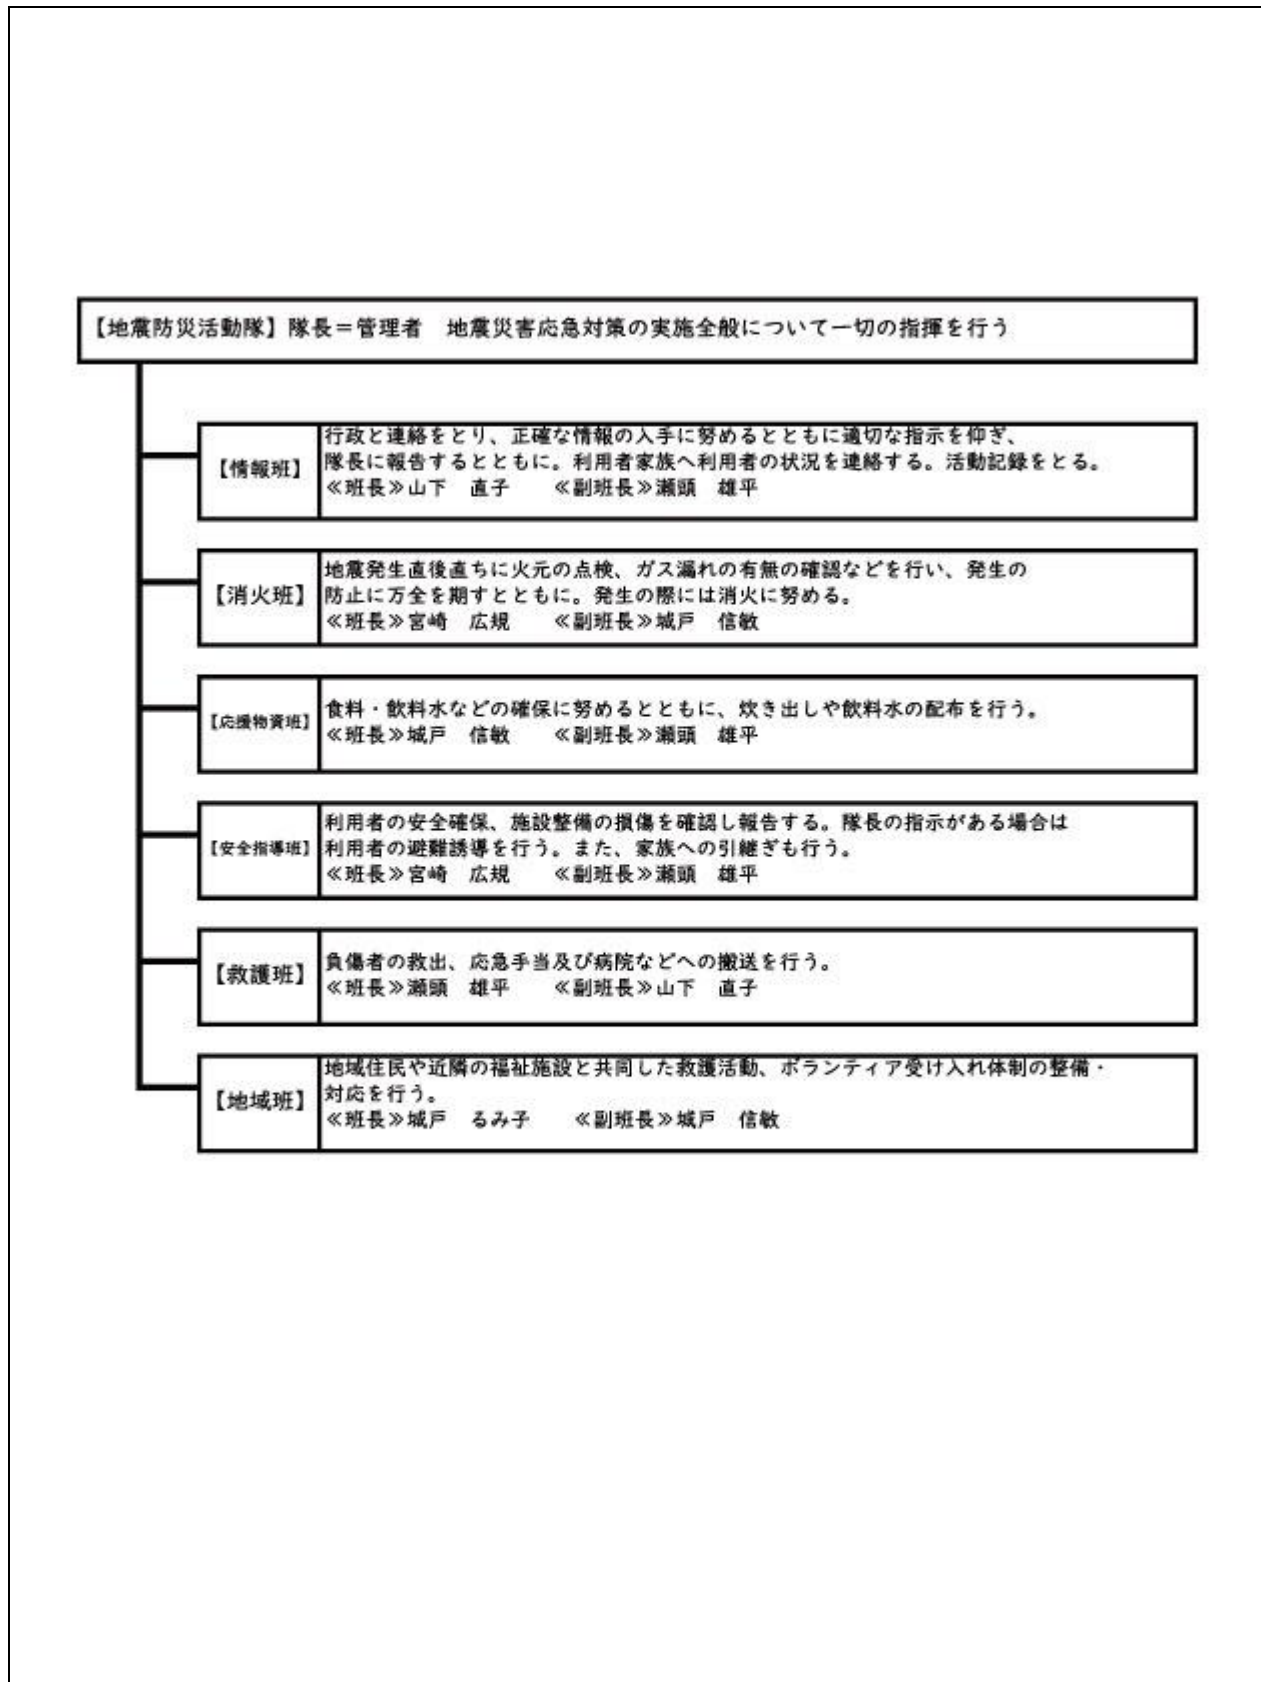 【地震防災活動隊】隊長＝管理者　地震災害応急対策の実施全般について一切の指揮を行う
【情報班】
行政と連絡をとり、正確な情報の入手に努めるとともに適切な指示を仰ぎ、
隊長に報告するとともに。利用者家族へ利用者の状況を連絡する。活動記録をとる。
≪班長≫山下　直子　　≪副班長≫瀬頭　雄平
【消火班】
地震発生直後直ちに火元の点検、ガス漏れの有無の確認などを行い、発生の
防止に万全を期すとともに。発生の際には消火に努める。
≪班長≫宮崎　広規　　≪副班長≫城戸　信敏
【応援物資班】
食料・飲料水などの確保に努めるとともに、炊き出しや飲料水の配布を行う。
≪班長≫城戸　信敏　　≪副班長≫瀬頭　雄平
【安全指導班】
利用者の安全確保、施設整備の損傷を確認し報告する。隊長の指示がある場合は
利用者の避難誘導を行う。また、家族への引継ぎも行う。
≪班長≫宮崎　広規　　≪副班長≫瀬頭　雄平
【救護班】
負傷者の救出、応急手当及び病院などへの搬送を行う。
≪班長≫瀬頭　雄平　　≪副班長≫山下　直子
【地域班】
地域住民や近隣の福祉施設と共同した救護活動、ボランティア受け入れ体制の整備・
対応を行う。
≪班長≫城戸　るみ子　　≪副班長≫城戸　信敏